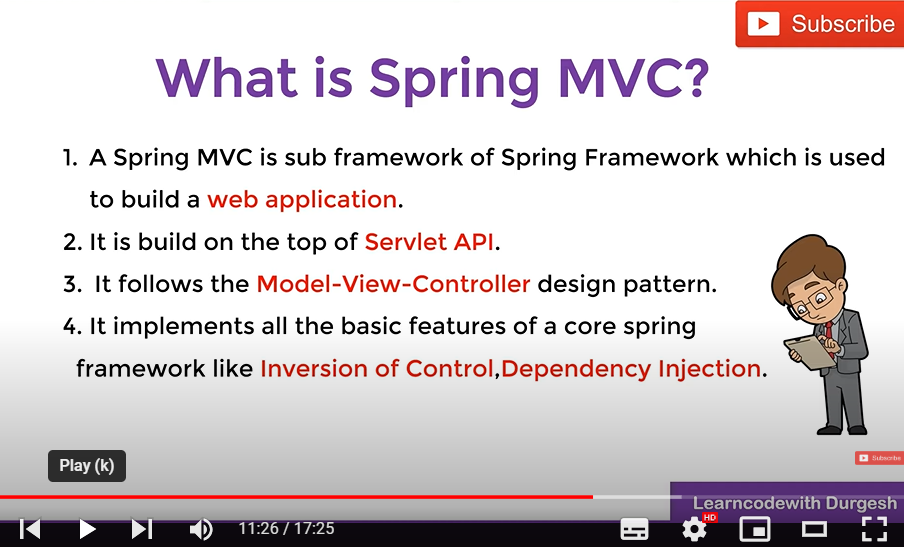 Subscribe
What is Spring MVC?
1. A Spring MVC is sub framework of Spring Framework which is used
to build a web application.
2. It is build on the top of Servlet API.
3. It follows the Model-View-Controller design pattern.
4. It implements all the basic features of a core spring
framework like Inversion of Control,Dependency Injection.
Play (k)
Subscribe
Learncodewith Durgesh
11:26 / 17:25
HD